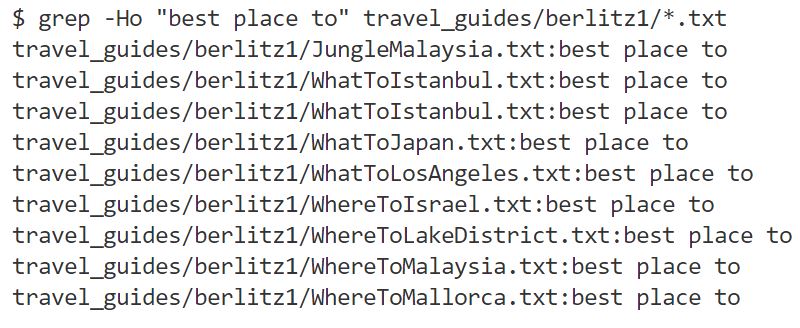 $ grep -Ho "best place to" travel_guides/berlitz1/*.txt
travel_guides/berlitz1/JungleMalaysia.txt:best place to
travel_guides/berlitz1/WhatToIstanbul.txt:best place to
travel_guides/berlitz1/WhatToIstanbul.txt:best place to
travel_guides/berlitz1/WhatToJapan.txt:best place to
travel_guides/berlitz1/WhatToLosAngeles.txt:best place to
travel_guides/berlitz1/WhereToIsrael.txt:best place to
travel_guides/berlitz1/WhereToLakeDistrict.txt:best place to
travel_guides/berlitz1/WhereToMalaysia.txt:best place to
travel_guides/berlitz1/WhereToMallorca.txt:best place to